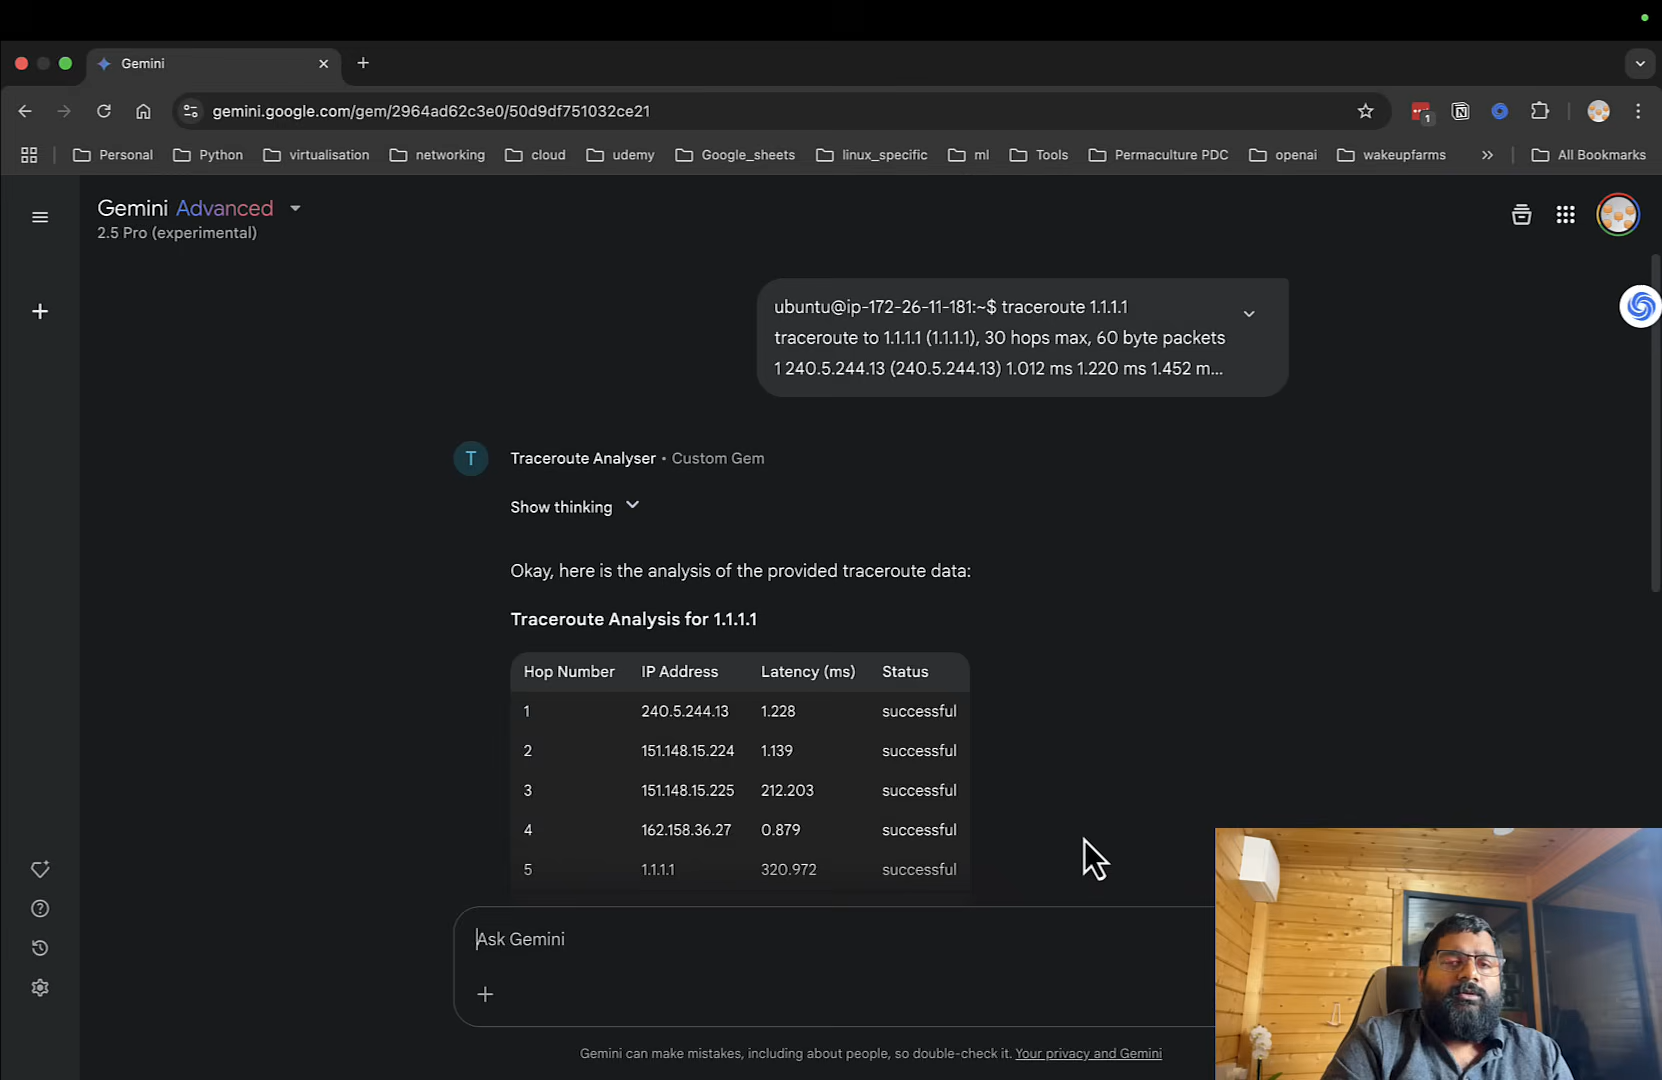 Gemini
gemini.google.com/gem/2964ad62c3e0/50d9df751032ce21
1
Personal
Python
virtualisation
networking
cloud
udemy
Google_sheets
linux_specific
ml
Tools
Permaculture PDC
openai
wakeupfarms
All Bookmarks
Gemini Advanced
2.5 Pro (experimental)
ubuntu@ip-172-26-11-181:~$ traceroute 1.1.1.1
traceroute to 1.1.1.1 (1.1.1.1), 30 hops max, 60 byte packets
1 240.5.244.13 (240.5.244.13) 1.012 ms 1.220 ms 1.452 m...
T
Traceroute Analyser • Custom Gem
Show thinking
Okay, here is the analysis of the provided traceroute data:
Traceroute Analysis for 1.1.1.1
Hop Number IP Address Latency (ms) Status
1 240.5.244.13 1.228 successful
2 151.148.15.224 1.139 successful
3 151.148.15.225 212.203 successful
4 162.158.36.27 0.879 successful
5 1.1.1.1 320.972 successful
Ask Gemini
Gemini can make mistakes, including about people, so double-check it. Your privacy and Gemini